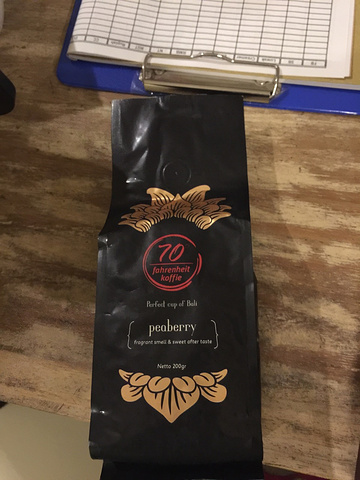 70
fahrenheit
koffie
Perfect cup of Bali
peaberry
fragrant smell & sweet after taste
Netto 200gr